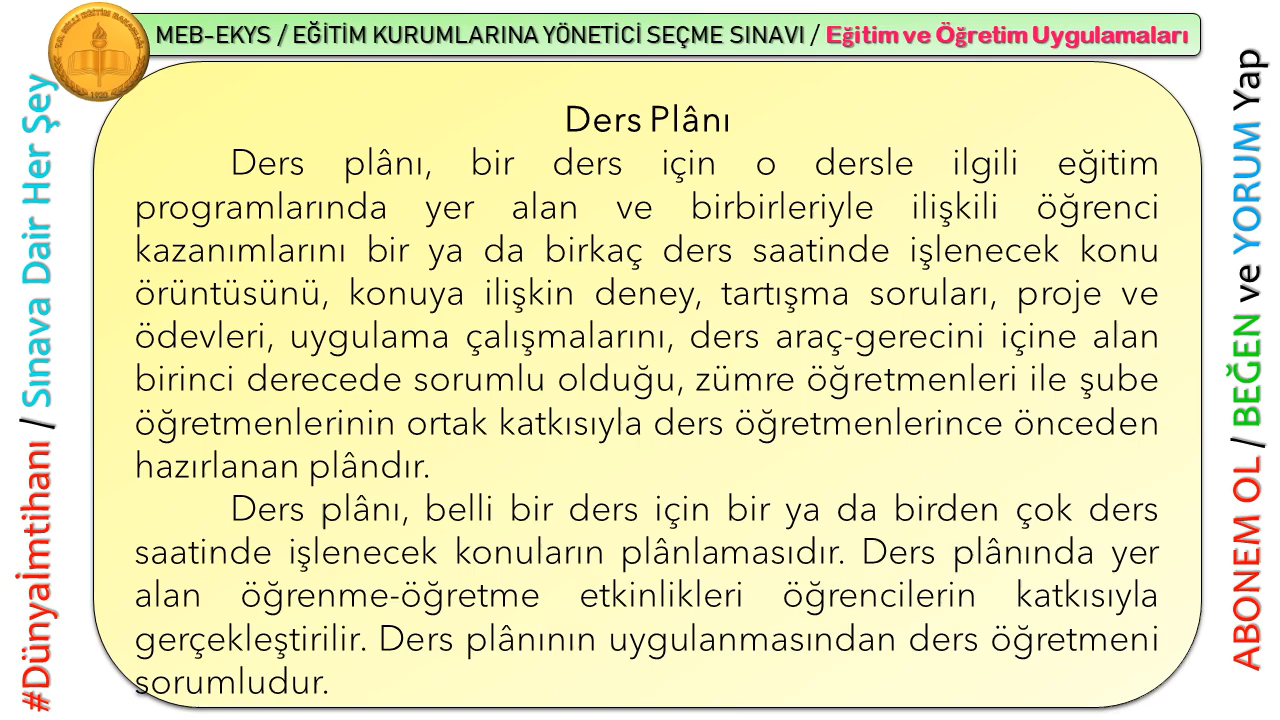 MEB-EKYS / EĞİTİM KURUMLARINA YÖNETİCİ SEÇME SINAVI / Eğitim ve Öğretim Uygulamaları
#Dünyaİmtihanı / Sınava Dair Her Şey
Ders Plânı
Ders plânı, bir ders için o dersle ilgili eğitim
programlarında yer alan ve birbirleriyle ilişkili öğrenci
kazanımlarını bir ya da birkaç ders saatinde işlenecek konu
örüntüsünü, konuya ilişkin deney, tartışma soruları, proje ve
ödevleri, uygulama çalışmalarını, ders araç-gerecini içine alan
birinci derecede sorumlu olduğu, zümre öğretmenleri ile şube
öğretmenlerinin ortak katkısıyla ders öğretmenlerince önceden
hazırlanan plândır.
Ders plânı, belli bir ders için bir ya da birden çok ders
saatinde işlenecek konuların plânlamasıdır. Ders plânında yer
alan öğrenme-öğretme etkinlikleri öğrencilerin katkısıyla
gerçekleştirilir. Ders plânının uygulanmasından ders öğretmeni
sorumludur.
ABONEM OL / BEĞEN ve YORUM Yap